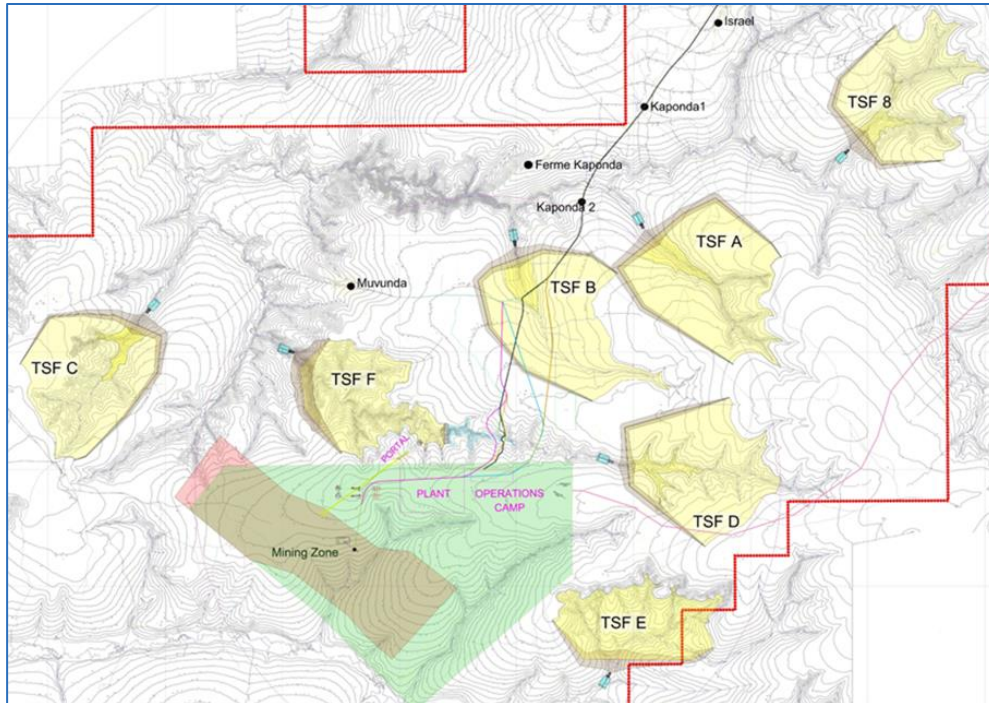 Israel
TSF 8
Kaponda1
Ferme Kaponda
Kaponda 2
TSF A
TSF B
Muvunda
TSF C
TSF F
PORTAL
PLANT
OPERATIONS
CAMP
TSF D
Mining Zone
TSF E